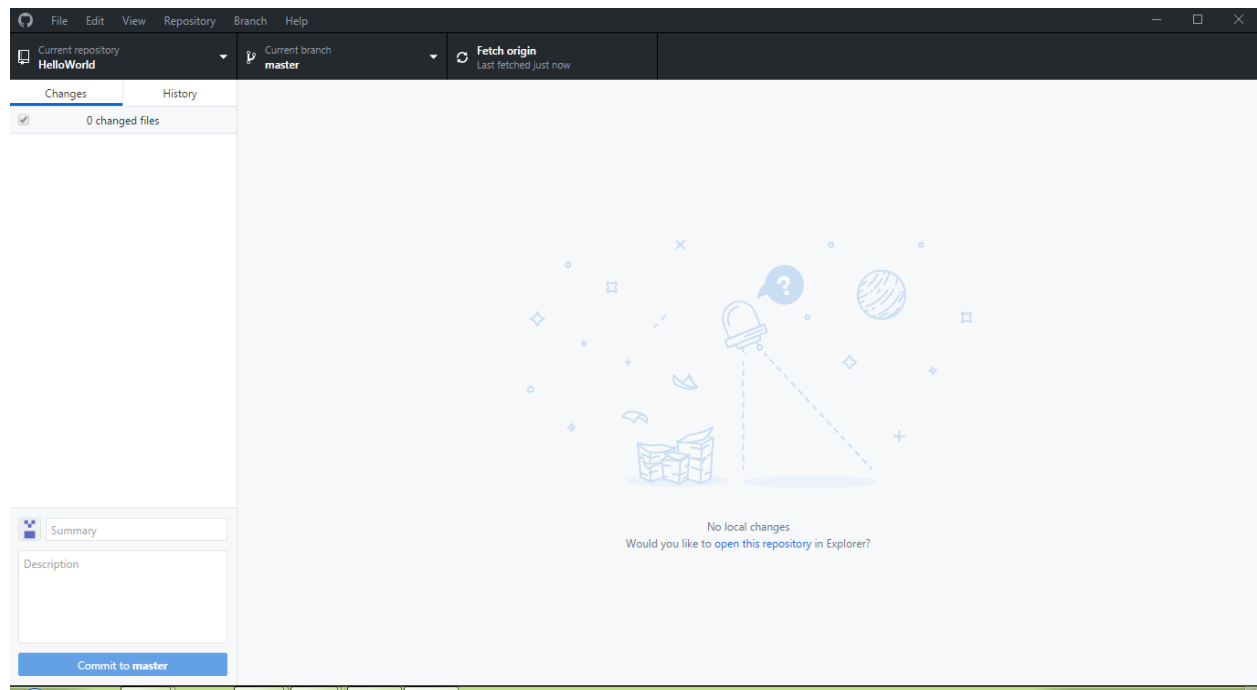 File Edit View Repository Branch Help
Current repository
HelloWorld
Current branch
master
Fetch origin
Last fetched just now
Changes History
0 changed files
?
No local changes
Would you like to open this repository in Explorer?
Summary
Description
Commit to master